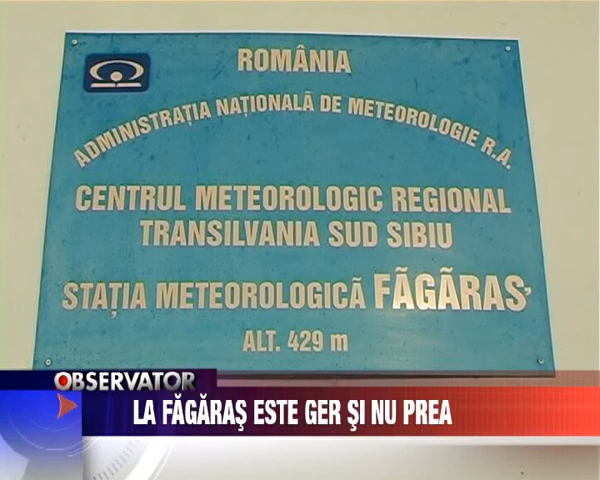 ROMÂNIA
ADMINISTRAȚIA NAȚIONALĂ DE METEOROLOGIE R.A.
CENTRUL METEOROLOGIC REGIONAL
TRANSILVANIA SUD SIBIU
STAȚIA METEOROLOGICĂ FĂGĂRAS,
ALT. 429 m
OBSERVATOR
LA FĂGĂRAŞ ESTE GER ŞI NU PREA